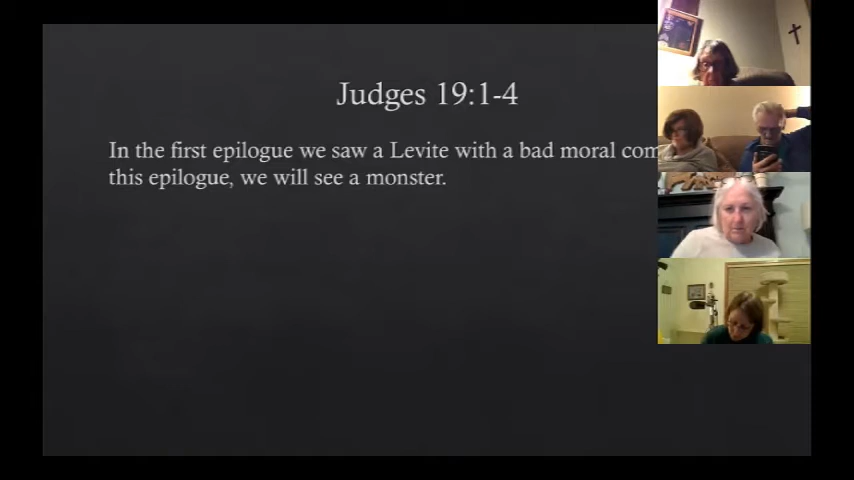 Judges 19:1-4
In the first epilogue we saw a Levite with a bad moral com
this epilogue, we will see a monster.